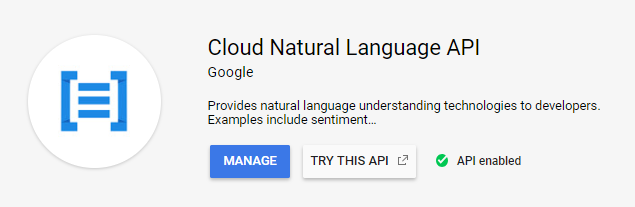 Cloud Natural Language API
Google
Provides natural language understanding technologies to developers.
Examples include sentiment...
MANAGE
TRY THIS API
API enabled